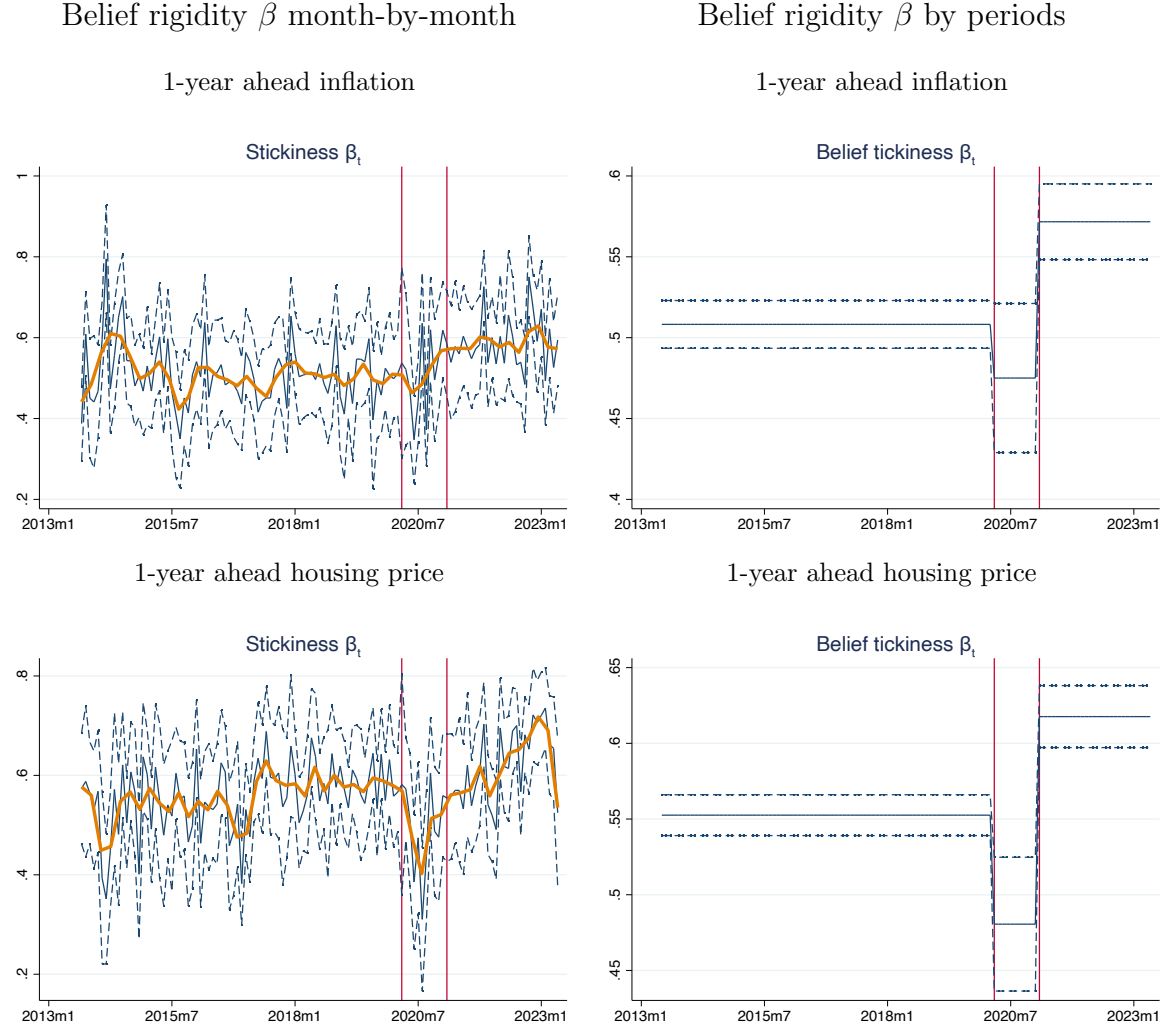 Belief rigidity β month-by-month
Belief rigidity β by periods
1-year ahead inflation
1-year ahead inflation
Stickiness βt
1
.8
.6
.4
.2
2013m1 2015m7 2018m1 2020m7 2023m1
Belief tickiness βt
.6
.55
.5
.45
.4
2013m1 2015m7 2018m1 2020m7 2023m1
1-year ahead housing price
1-year ahead housing price
Stickiness βt
.8
.6
.4
.2
2013m1 2015m7 2018m1 2020m7 2023m1
Belief tickiness βt
.65
.6
.55
.5
.45
2013m1 2015m7 2018m1 2020m7 2023m1